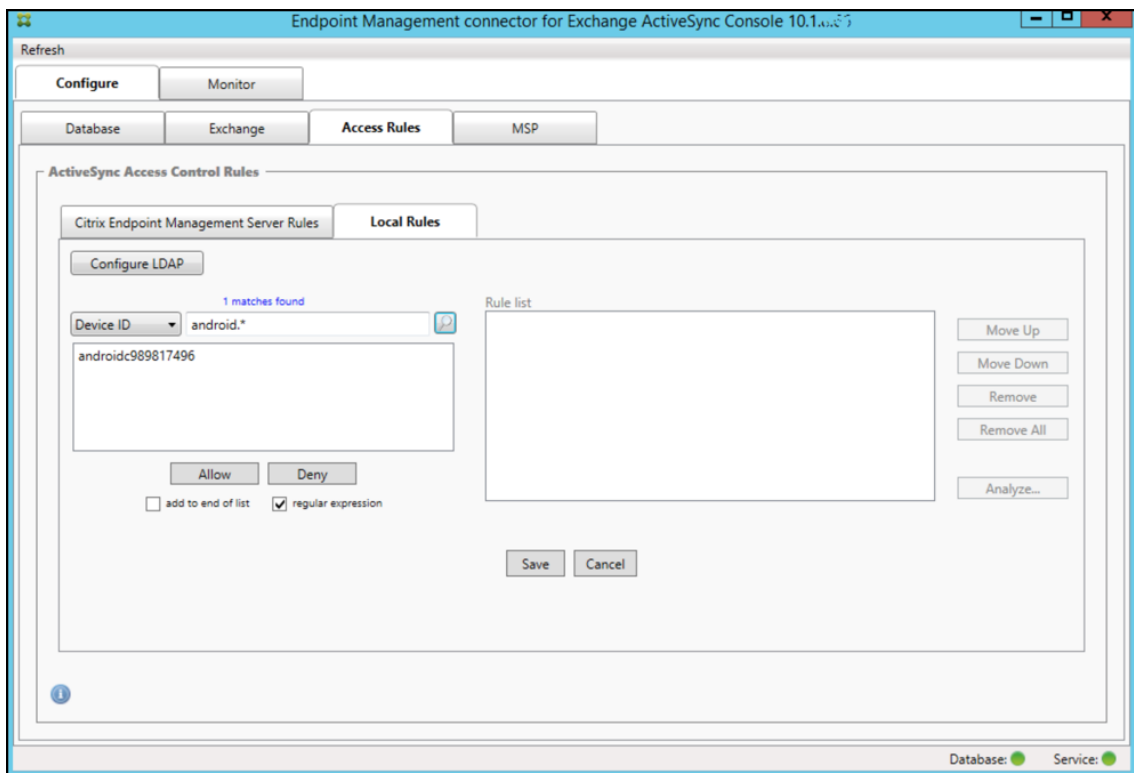 Endpoint Management connector for Exchange ActiveSync Console
Refresh
Configure Monitor
Database Exchange Access Rules MSP
ActiveSync Access Control Rules
Citrix Endpoint Management Server Rules Local Rules
Configure LDAP
1 matches found
Rule list
Device ID android.*
androidc989817496
Move Up
Move Down
Remove
Remove All
Allow Deny
Analyze...
add to end of list regular expression
Save Cancel
Database: Service: